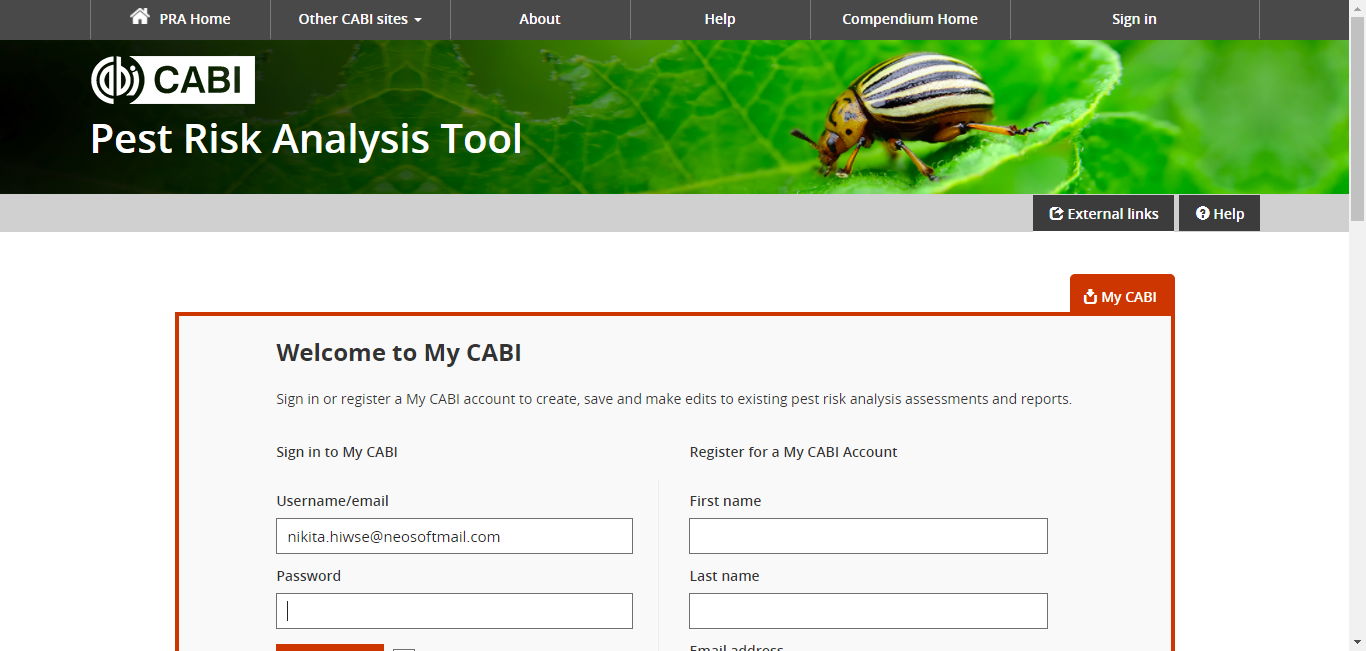 PRA Home
Other CABI sites
About
Help
Compendium Home
Sign in
CABI
Pest Risk Analysis Tool
External links
Help
My CABI
Welcome to My CABI
Sign in or register a My CABI account to create, save and make edits to existing pest risk analysis assessments and reports.
Sign in to My CABI
Register for a My CABI Account
Username/email
First name
nikita.hiwse@neosoftmail.com
Password
Last name
Email address